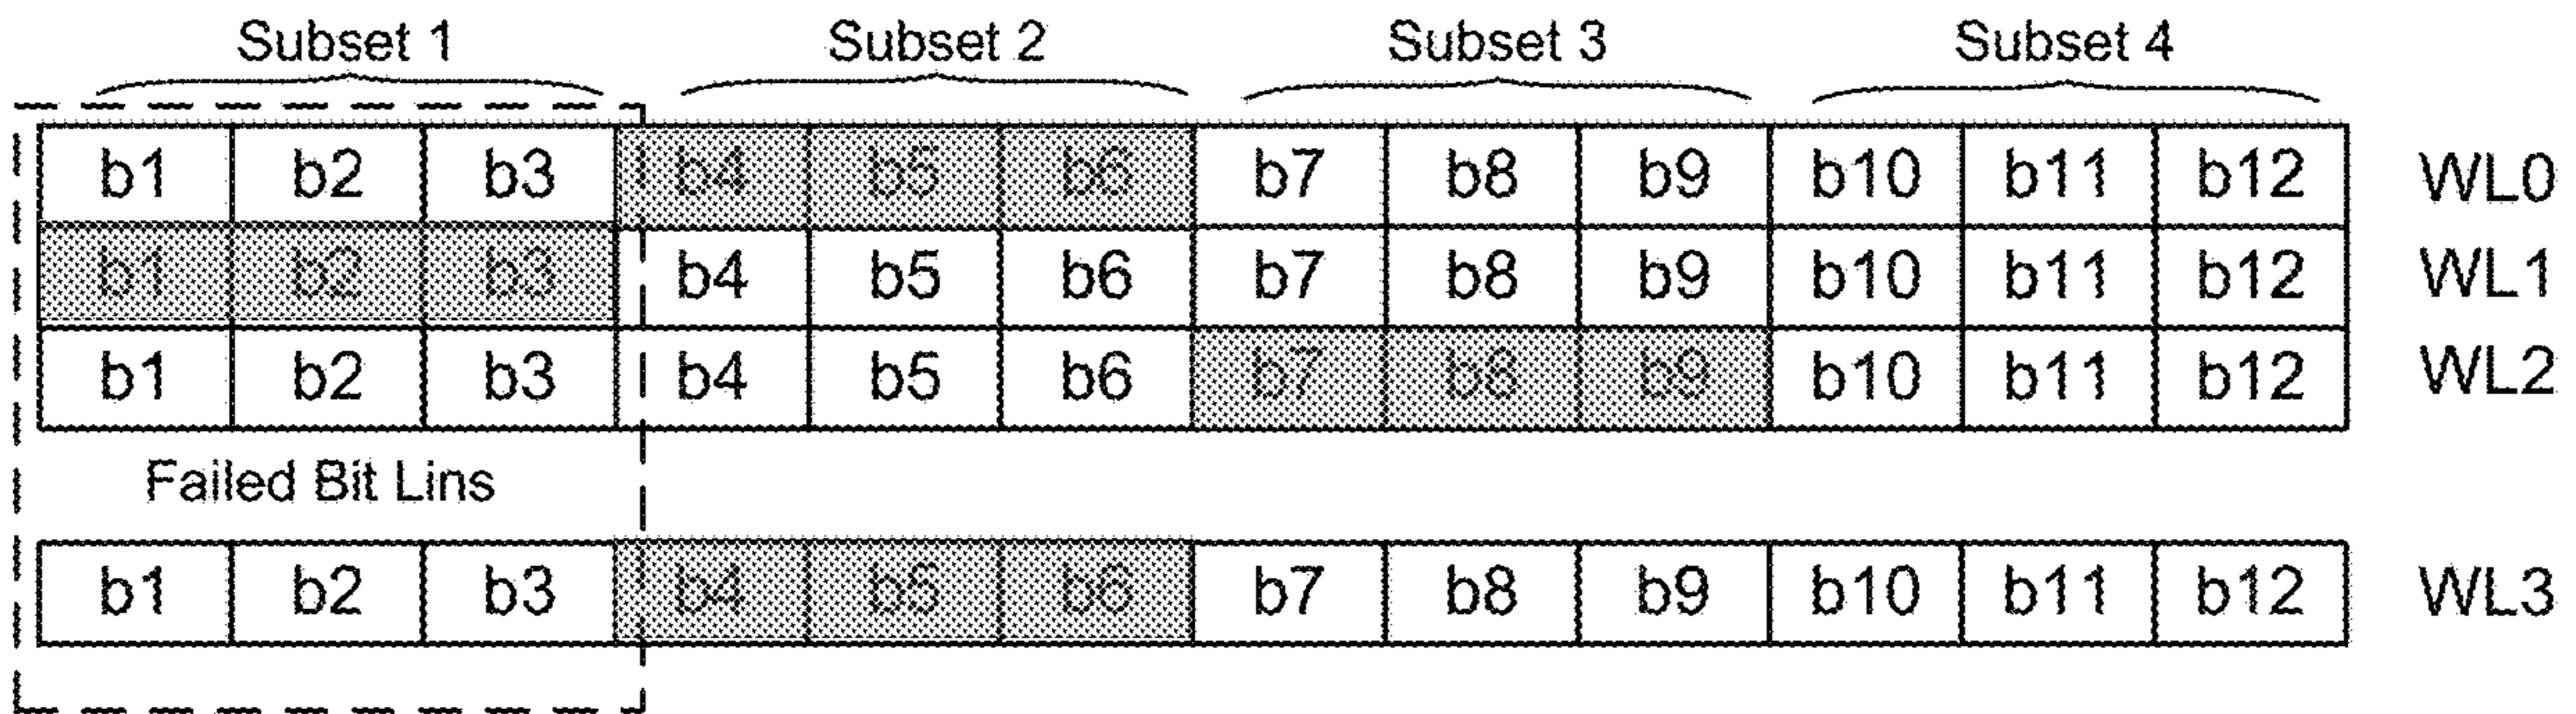 Subset 1 Subset 2 Subset 3 Subset 4
b1 b2 b3 b4 b5 b6 b7 b8 b9 b10 b11 b12 WL0
b1 b2 b3 b4 b5 b6 b7 b8 b9 b10 b11 b12 WL1
b1 b2 b3 b4 b5 b6 b7 b8 b9 b10 b11 b12 WL2
Failed Bit Lins
b1 b2 b3 b4 b5 b6 b7 b8 b9 b10 b11 b12 WL3